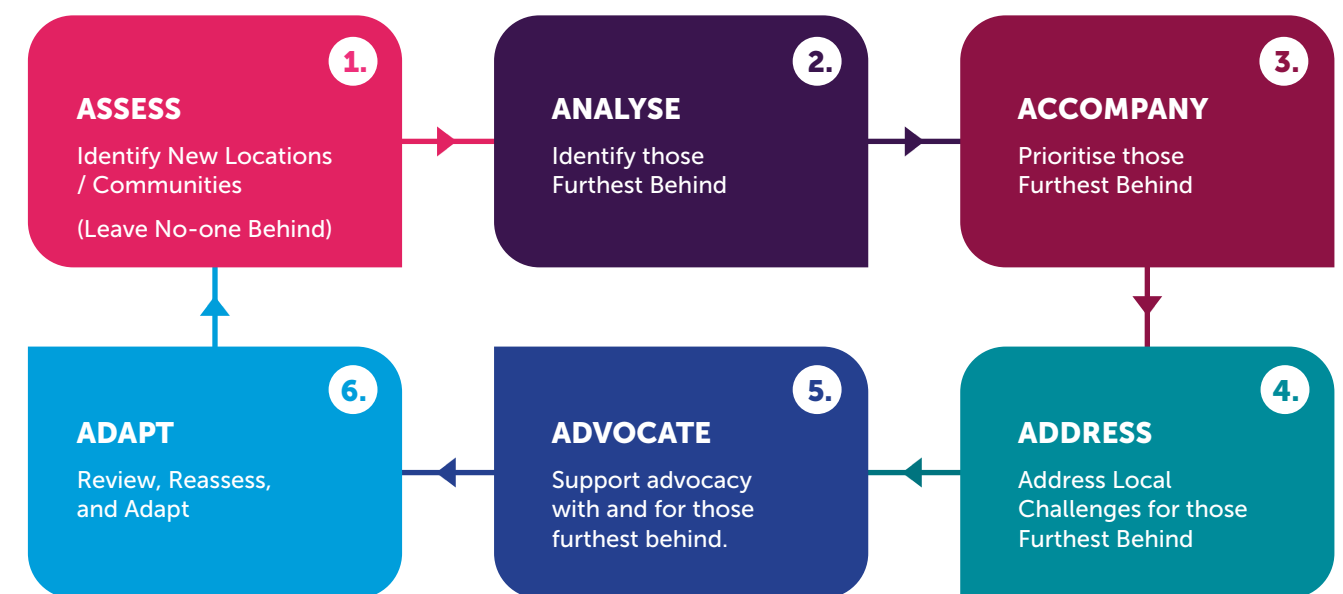 1.
ASSESS
Identify New Locations
/ Communities
(Leave No-one Behind)
2.
ANALYSE
Identify those
Furthest Behind
3.
ACCOMPANY
Prioritise those
Furthest Behind
4.
ADDRESS
Address Local
Challenges for those
Furthest Behind
5.
ADVOCATE
Support advocacy
with and for those
furthest behind.
6.
ADAPT
Review, Reassess,
and Adapt